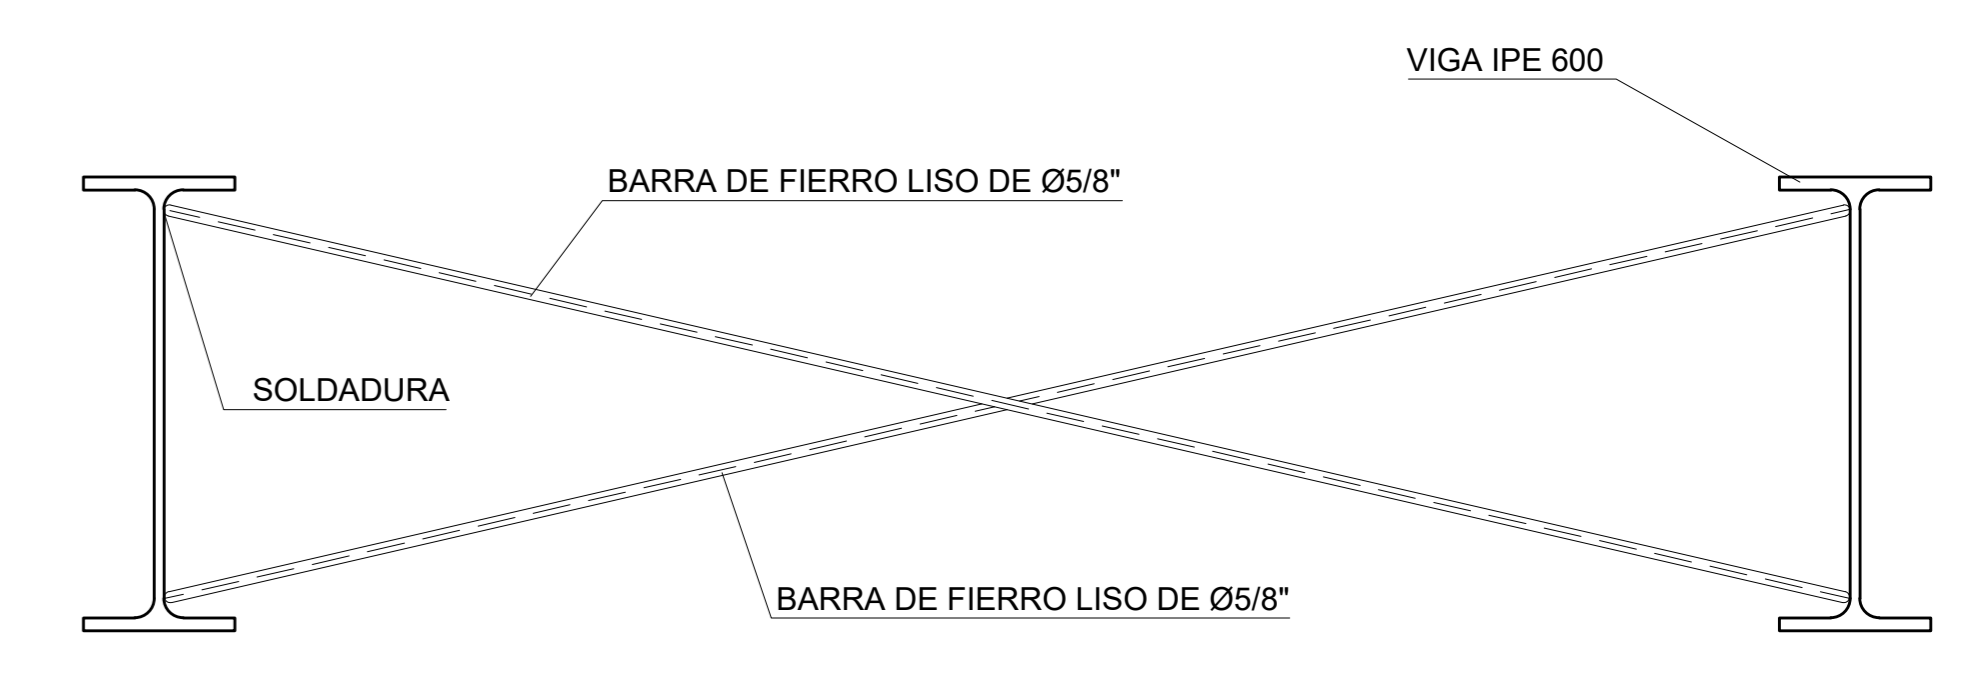 VIGA IPE 600
BARRA DE FIERRO LISO DE Ø5/8"
SOLDADURA
BARRA DE FIERRO LISO DE Ø5/8"